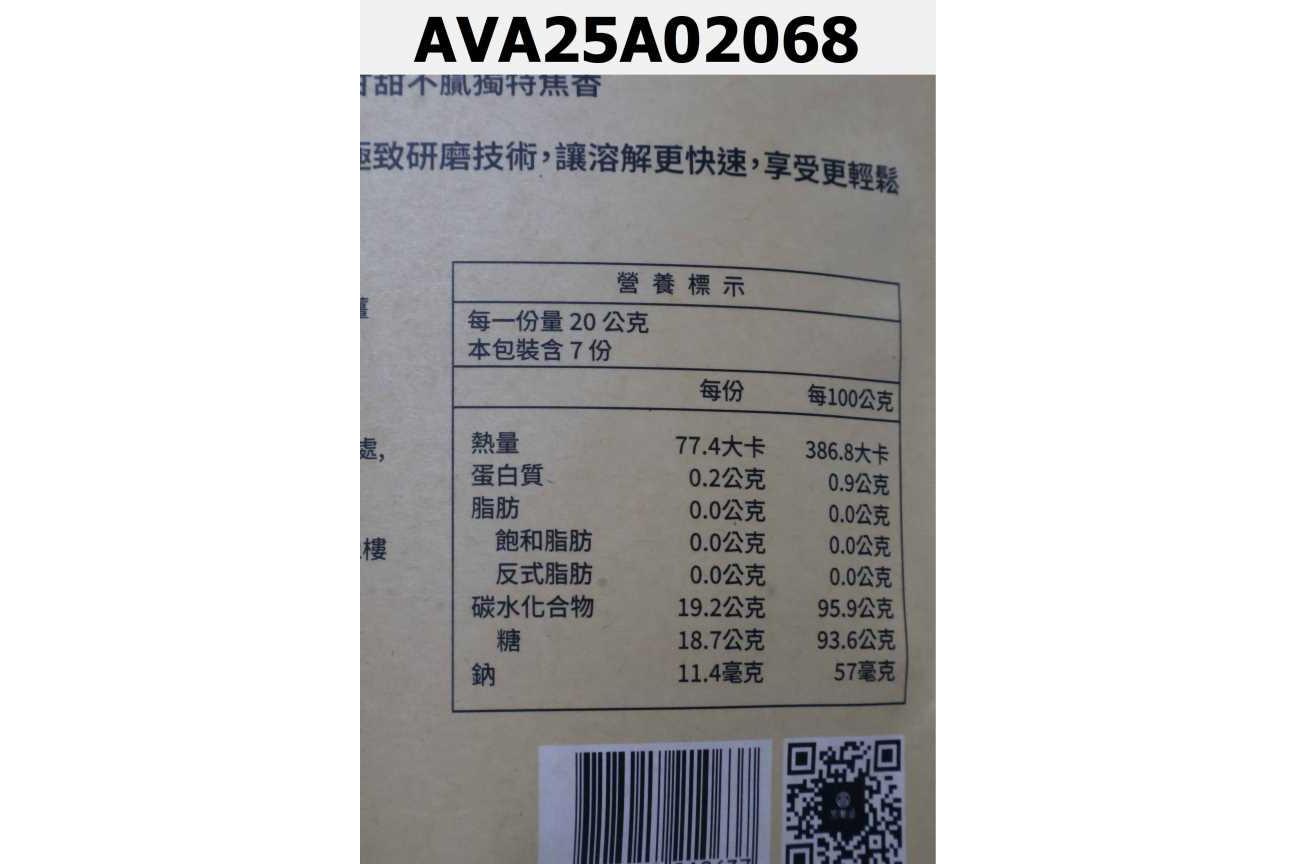 AVA25A02068
甜不膩獨特焦香
致研磨技術，讓溶解更快速，享受更輕鬆
薑
營養標示
每一份量 20 公克
本包裝含 7 份
每份 每100公克
熱量 77.4大卡 386.8大卡
處,
蛋白質 0.2公克 0.9公克
脂肪 0.0公克 0.0公克
樓
飽和脂肪 0.0公克 0.0公克
反式脂肪 0.0公克 0.0公克
碳水化合物 19.2公克 95.9公克
糖 18.7公克 93.6公克
鈉 11.4毫克 57毫克